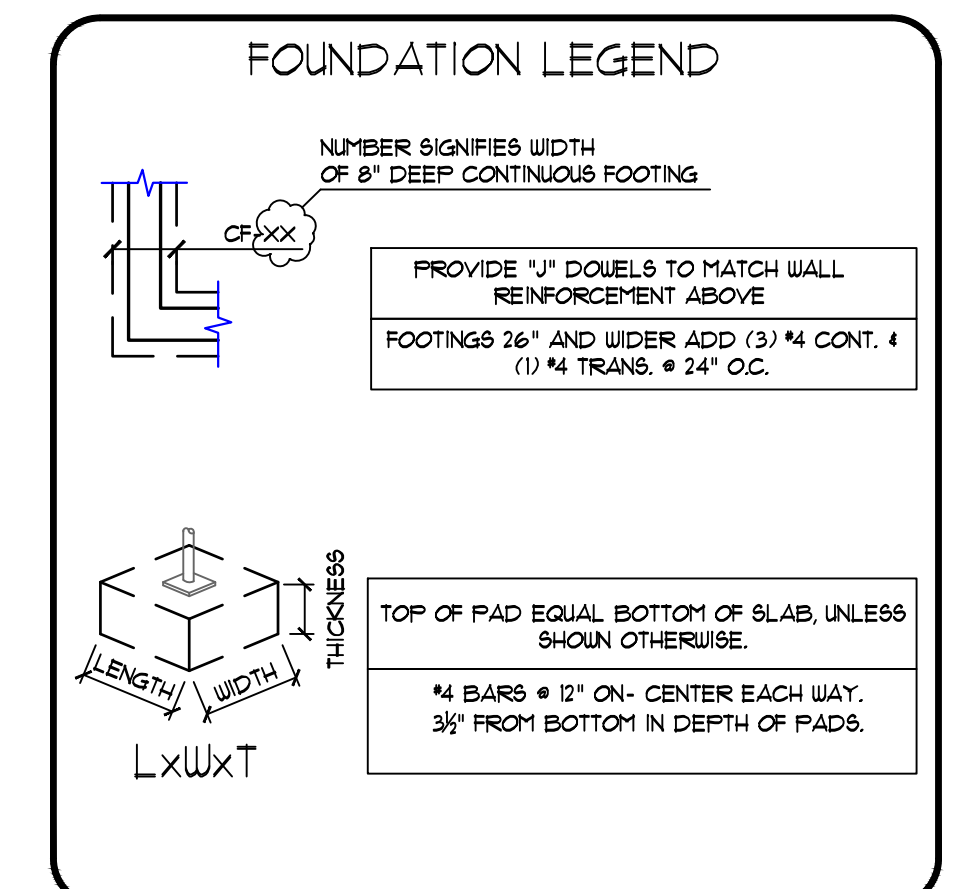 FOUNDATION LEGEND
NUMBER SIGNIFIES WIDTH
OF 8" DEEP CONTINUOUS FOOTING
CF-XX
PROVIDE "J" DOWELS TO MATCH WALL
REINFORCEMENT ABOVE
FOOTINGS 26" AND WIDER ADD (3) #4 CONT. &
(1) #4 TRANS. @ 24" O.C.
THICKNESS
LENGTH
WIDTH
LxWxT
TOP OF PAD EQUAL BOTTOM OF SLAB, UNLESS
SHOWN OTHERWISE.
#4 BARS @ 12" ON- CENTER EACH WAY.
3½" FROM BOTTOM IN DEPTH OF PADS.